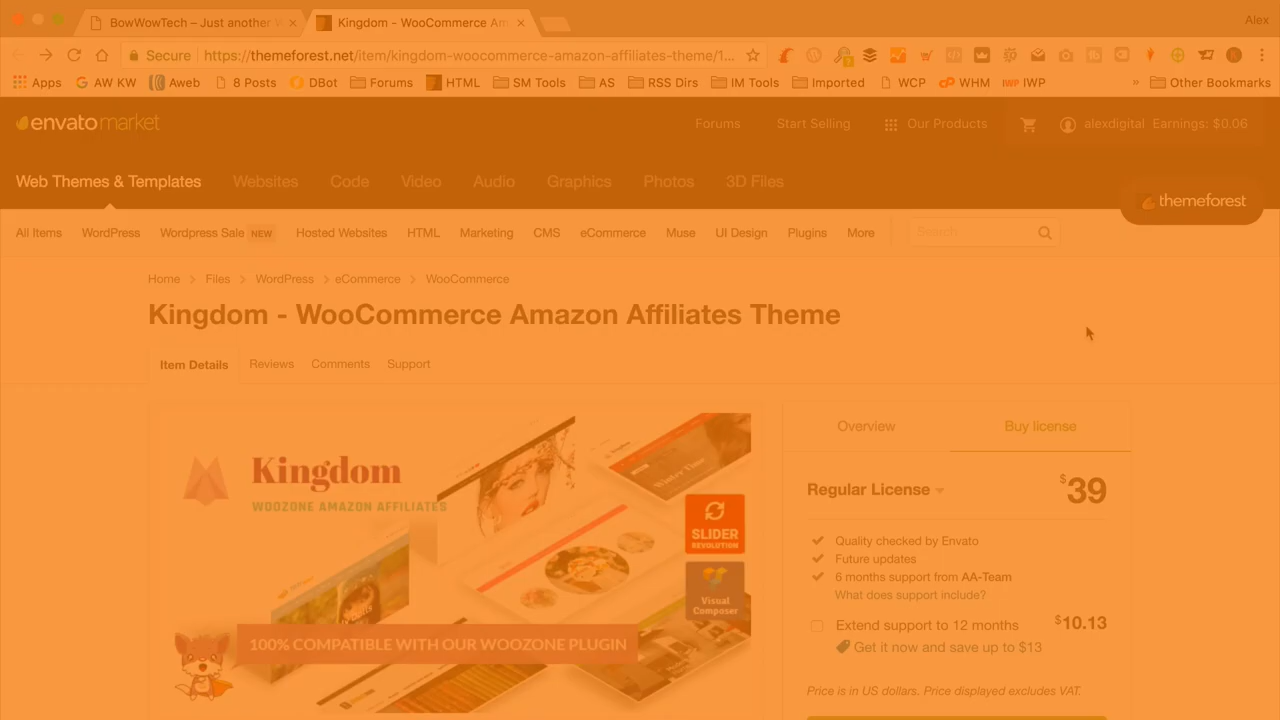 BowWowTech – Just another W
Kingdom - WooCommerce Am
Alex
Secure
https://themeforest.net/item/kingdom-woocommerce-amazon-affiliates-theme/1...
Apps
AW KW
Aweb
8 Posts
DBot
Forums
HTML
SM Tools
AS
RSS Dirs
IM Tools
Imported
WCP
WHM
IWP
» Other Bookmarks
envato market
Forums
Start Selling
Our Products
alexdigital Earnings: $0.06
Web Themes & Templates
Websites
Code
Video
Audio
Graphics
Photos
3D Files
themeforest
All Items
WordPress
Wordpress Sale NEW
Hosted Websites
HTML
Marketing
CMS
eCommerce
Muse
UI Design
Plugins
More
Search
Home > Files > WordPress > eCommerce > WooCommerce
Kingdom - WooCommerce Amazon Affiliates Theme
Item Details
Reviews
Comments
Support
Kingdom
WOOZONE AMAZON AFFILIATES
Winter Time
SLIDER
REVOLUTION
Visual
Composer
100% COMPATIBLE WITH OUR WOOZONE PLUGIN
Overview
Buy license
Regular License
$39
Quality checked by Envato
Future updates
6 months support from AA-Team
What does support include?
Extend support to 12 months
$10.13
Get it now and save up to $13
Price is in US dollars. Price displayed excludes VAT.